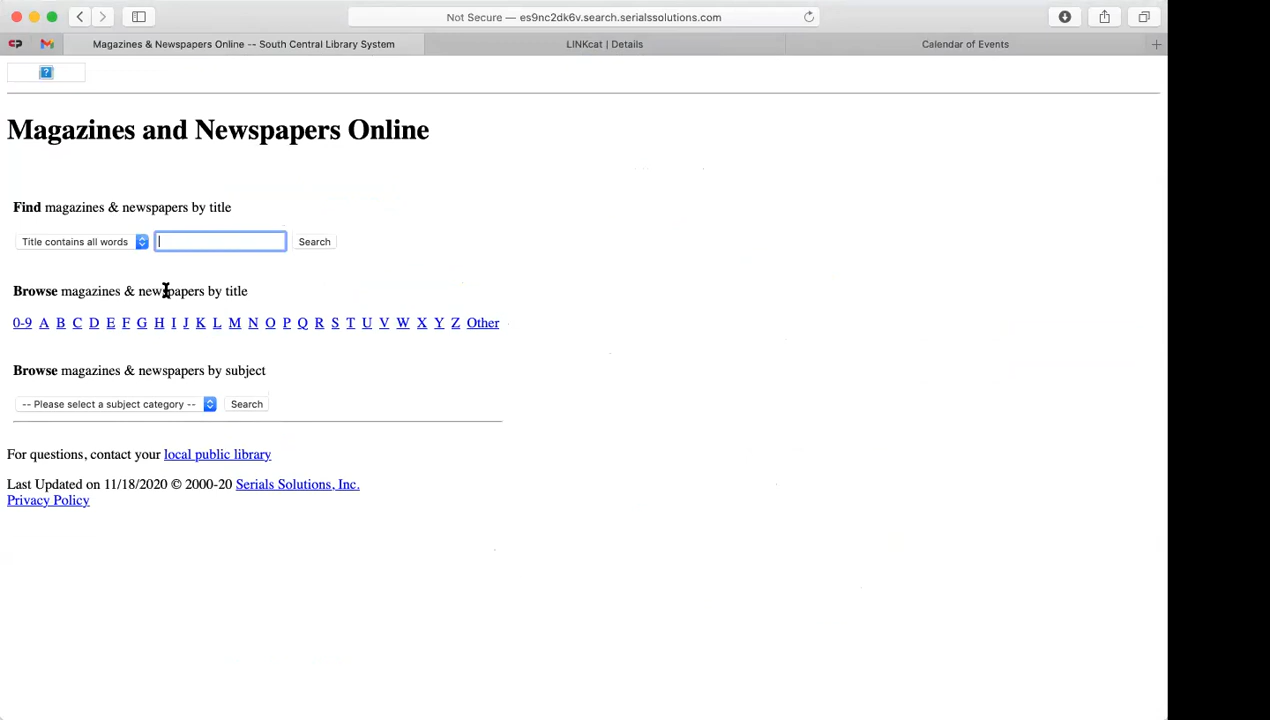 Not Secure — es9nc2dk6v.search.serialssolutions.com
Magazines & Newspapers Online -- South Central Library System
LINKcat | Details
Calendar of Events
Magazines and Newspapers Online
Find magazines & newspapers by title
Title contains all words
Search
Browse magazines & newspapers by title
0-9 A B C D E F G H I J K L M N O P Q R S T U V W X Y Z Other
Browse magazines & newspapers by subject
-- Please select a subject category --
Search
For questions, contact your local public library
Last Updated on 11/18/2020 © 2000-20 Serials Solutions, Inc.
Privacy Policy